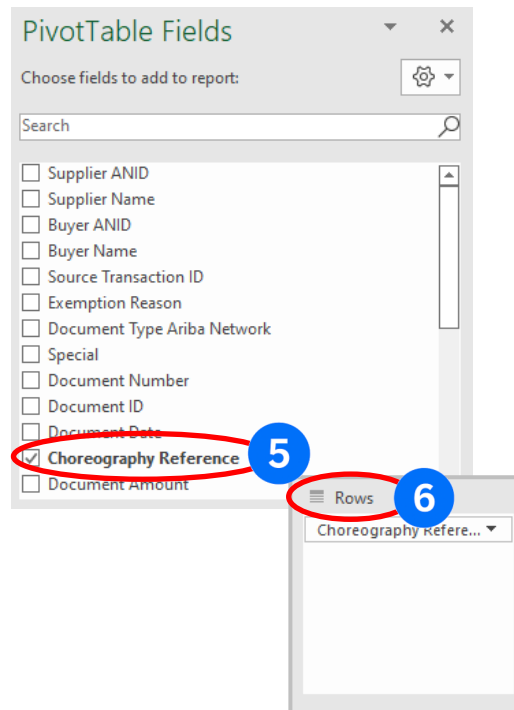 PivotTable Fields
Choose fields to add to report:
Search
Supplier ANID
Supplier Name
Buyer ANID
Buyer Name
Source Transaction ID
Exemption Reason
Document Type Ariba Network
Special
Document Number
Document ID
Document Date
Choreography Reference 5
Document Amount
Rows 6
Choreography Refere...